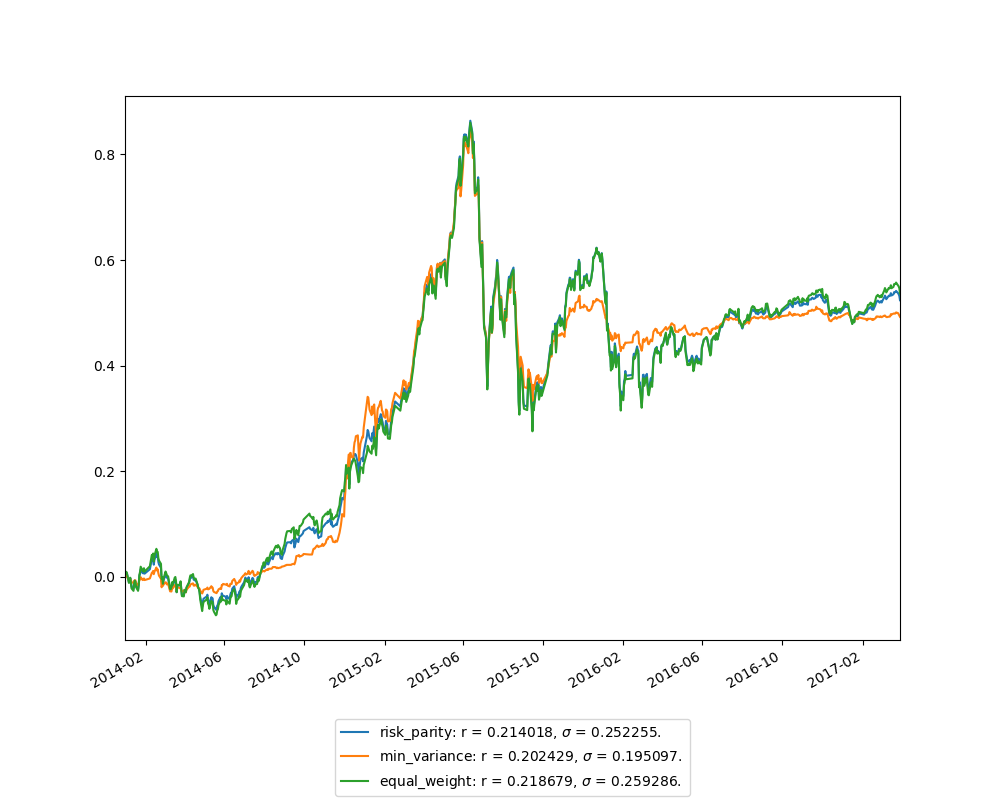 0.8
0.6
0.4
0.2
0.0
2014-02 2014-06 2014-10 2015-02 2015-06 2015-10 2016-02 2016-06 2016-10 2017-02
risk_parity: r = 0.214018, σ = 0.252255.
min_variance: r = 0.202429, σ = 0.195097.
equal_weight: r = 0.218679, σ = 0.259286.